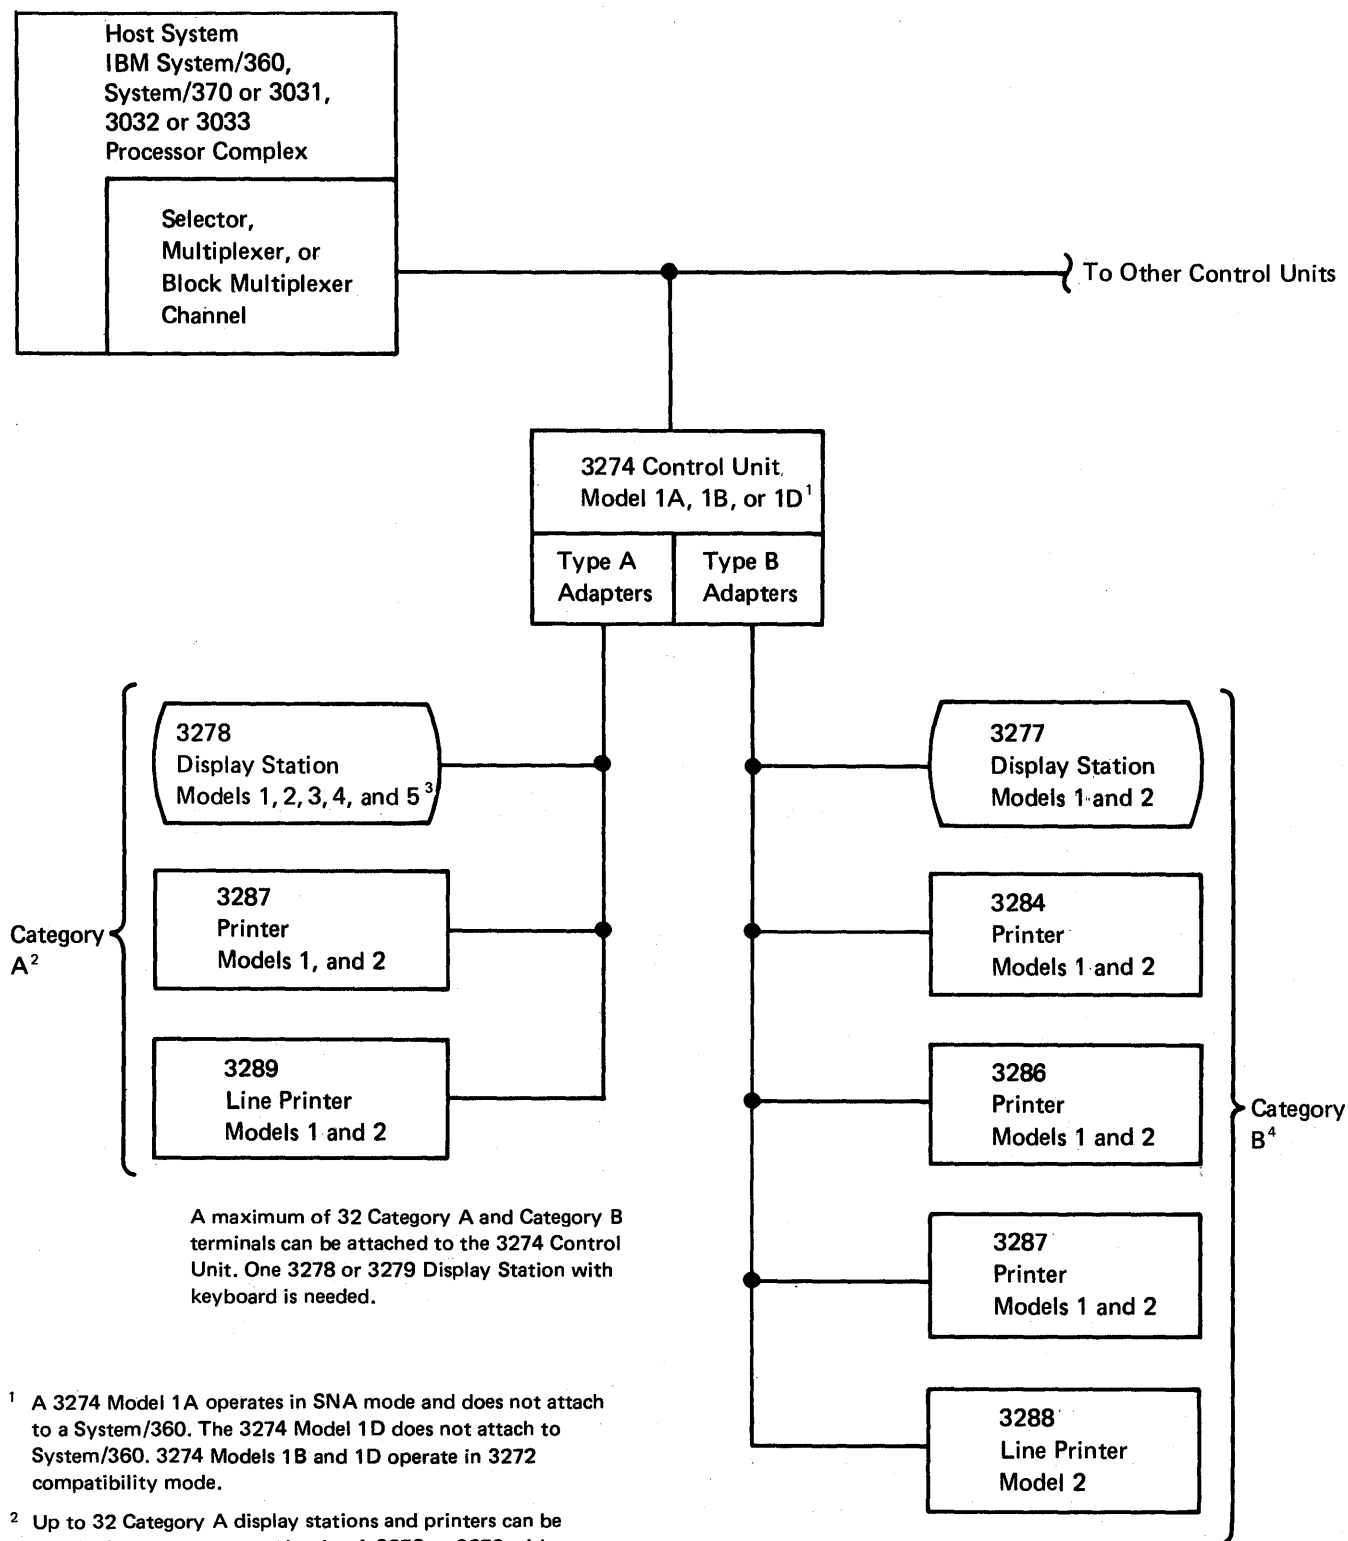 Host System
IBM System/360,
System/370 or 3031,
3032 or 3033
Processor Complex
Selector,
Multiplexer, or
Block Multiplexer
Channel
To Other Control Units
3274 Control Unit
Model 1A, 1B, or 1D¹
Type A
Adapters
Type B
Adapters
3278
Display Station
Models 1, 2, 3, 4, and 5³
3287
Printer
Models 1, and 2
3289
Line Printer
Models 1 and 2
Category
A²
3277
Display Station
Models 1 and 2
3284
Printer
Models 1 and 2
3286
Printer
Models 1 and 2
3287
Printer
Models 1 and 2
3288
Line Printer
Model 2
Category
B⁴
A maximum of 32 Category A and Category B
terminals can be attached to the 3274 Control
Unit. One 3278 or 3279 Display Station with
keyboard is needed.
¹ A 3274 Model 1A operates in SNA mode and does not attach
to a System/360. The 3274 Model 1D does not attach to
System/360. 3274 Models 1B and 1D operate in 3272
compatibility mode.
² Up to 32 Category A display stations and printers can be